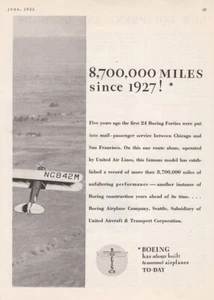 JUNE, 1932
8,700,000 MILES
since 1927! *
Five years ago the first 24 Boeing Forties were
put into mail-passenger service between Chicago and
San Francisco. On this one route alone, operated
by United Air Lines, this famous model has established
a record of more than 8,700,000 miles of
unfaltering performance—another instance of
Boeing construction years ahead of its time. . . .
Boeing Airplane Company, Seattle, Subsidiary of
United Aircraft & Transport Corporation.
NC842M
* BOEING
has always built
tomorrow's airplanes
TO-DAY